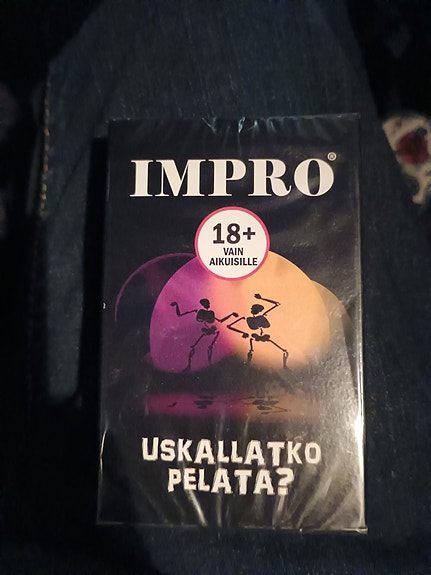 IMPRO®
18+
VAIN
AIKUISILLE
USKALLATKO
PELATA?